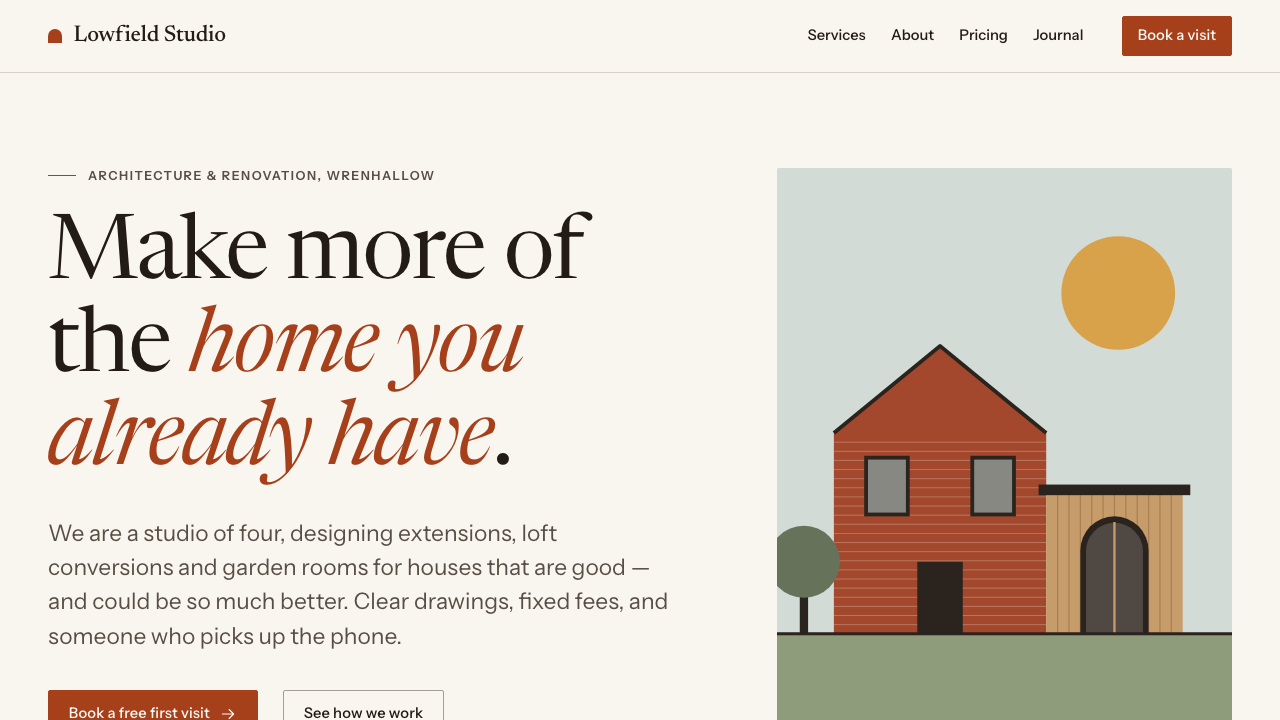 Lowfield Studio
Services About Pricing Journal Book a visit
ARCHITECTURE & RENOVATION, WRENHALLOW
Make more of
the home you
already have.
We are a studio of four, designing extensions, loft
conversions and garden rooms for houses that are good —
and could be so much better. Clear drawings, fixed fees, and
someone who picks up the phone.
Book a free first visit →
See how we work